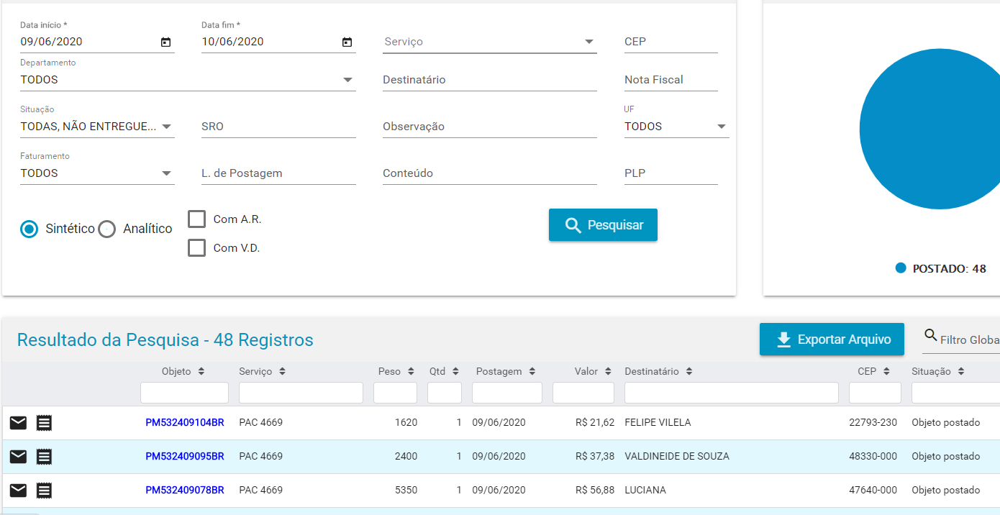 Data início *
Data fim *
09/06/2020
10/06/2020
Serviço
CEP
Departamento
TODOS
Destinatário
Nota Fiscal
Situação
UF
TODAS, NÃO ENTREGUE...
SRO
Observação
TODOS
Faturamento
TODOS
L. de Postagem
Conteúdo
PLP
Sintético
Analítico
Com A.R.
Com V.D.
Pesquisar
POSTADO: 48
Resultado da Pesquisa - 48 Registros
Exportar Arquivo
Filtro Globa
Objeto Serviço Peso Qtd Postagem Valor Destinatário CEP Situação
PM532409104BR PAC 4669 1620 1 09/06/2020 R$ 21,62 FELIPE VILELA 22793-230 Objeto postado
PM532409095BR PAC 4669 2400 1 09/06/2020 R$ 37,38 VALDINEIDE DE SOUZA 48330-000 Objeto postado
PM532409078BR PAC 4669 5350 1 09/06/2020 R$ 56,88 LUCIANA 47640-000 Objeto postado